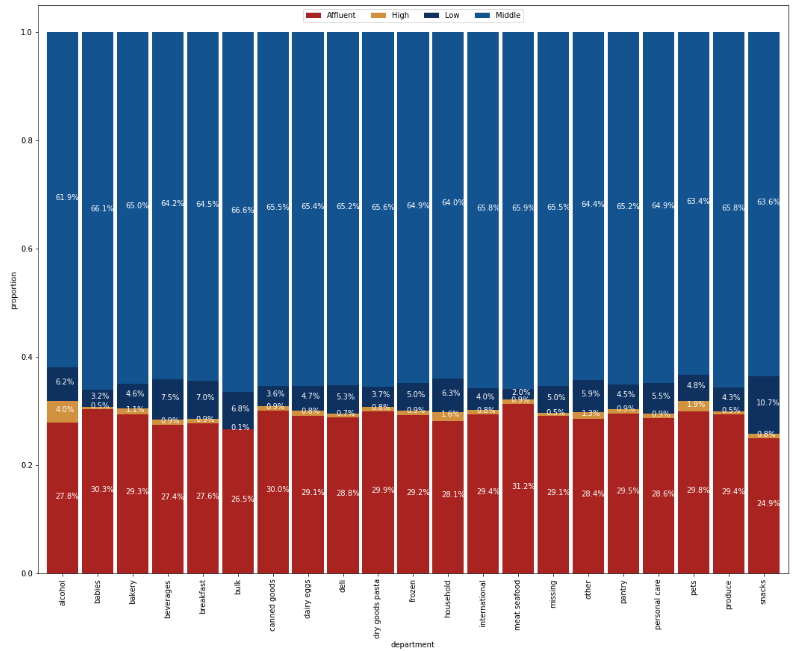 Affluent High Low Middle
1.0
0.8
0.6
0.4
0.2
0.0
proportion
61.9% 66.1% 65.0% 64.2% 64.5% 66.6% 65.5% 65.4% 65.2% 65.6% 64.9% 64.0% 65.8% 65.9% 65.5% 64.4% 65.2% 64.9% 63.4% 65.8% 63.6%
6.2% 3.2% 4.6% 7.5% 7.0% 6.8% 3.6% 4.7% 5.3% 3.7% 5.0% 6.3% 4.0% 2.0% 5.0% 5.9% 4.5% 5.5% 4.8% 4.3% 10.7%
4.0% 0.5% 1.1% 0.9% 0.9% 0.1% 0.9% 0.8% 0.7% 0.8% 0.9% 1.6% 0.8% 0.9% 0.5% 1.3% 0.9% 0.9% 1.9% 0.5% 0.8%
27.8% 30.3% 29.3% 27.4% 27.6% 26.5% 30.0% 29.1% 28.8% 29.9% 29.2% 28.1% 29.4% 31.2% 29.1% 28.4% 29.5% 28.6% 29.8% 29.4% 24.9%
alcohol
babies
bakery
beverages
breakfast
bulk
canned goods
dairy eggs
deli
dry goods pasta
frozen
household
international
meat seafood
missing
other
pantry
personal care
pets
produce
snacks
department